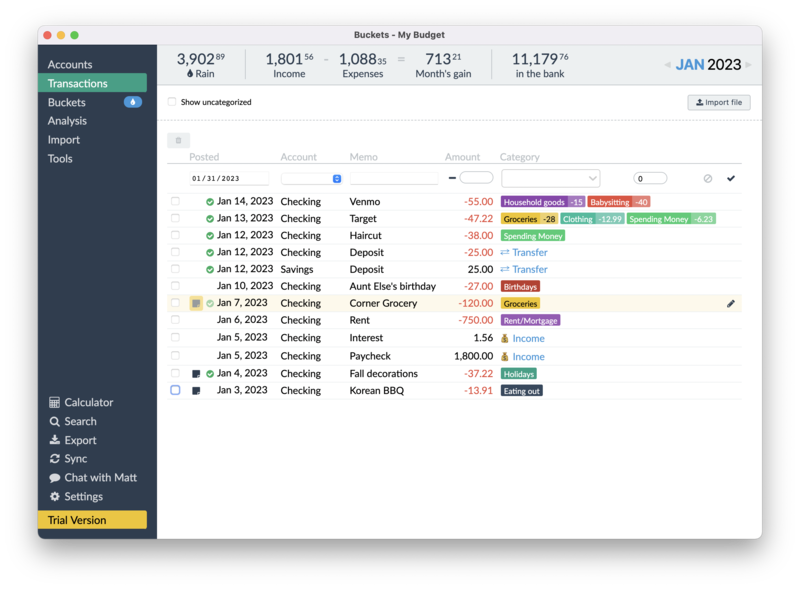 Buckets - My Budget
Accounts
Transactions
Buckets
Analysis
Import
Tools
Calculator
Search
Export
Sync
Chat with Matt
Settings
Trial Version
3,902 89 1,801 56 - 1,088 35 = 713 21 11,179 76
Rain Income Expenses Month's gain in the bank
JAN 2023
Show uncategorized Import file
Posted Account Memo Amount Category
01/31/2023 0
Jan 14, 2023 Checking Venmo -55.00 Household goods -15 Babysitting -40
Jan 13, 2023 Checking Target -47.22 Groceries -28 Clothing -12.99 Spending Money -6.23
Jan 12, 2023 Checking Haircut -38.00 Spending Money
Jan 12, 2023 Checking Deposit -25.00 Transfer
Jan 12, 2023 Savings Deposit 25.00 Transfer
Jan 10, 2023 Checking Aunt Else's birthday -27.00 Birthdays
Jan 7, 2023 Checking Corner Grocery -120.00 Groceries
Jan 6, 2023 Checking Rent -750.00 Rent/Mortgage
Jan 5, 2023 Checking Interest 1.56 Income
Jan 5, 2023 Checking Paycheck 1,800.00 Income
Jan 4, 2023 Checking Fall decorations -37.22 Holidays
Jan 3, 2023 Checking Korean BBQ -13.91 Eating out